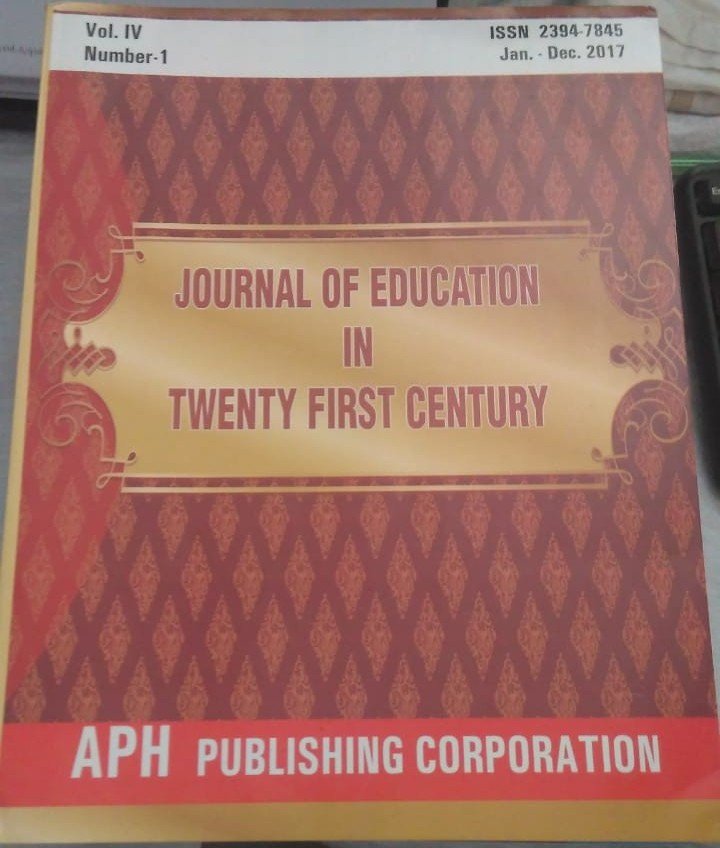 Vol. IV
Number-1
ISSN 2394-7845
Jan. - Dec. 2017
JOURNAL OF EDUCATION
IN
TWENTY FIRST CENTURY
APH PUBLISHING CORPORATION